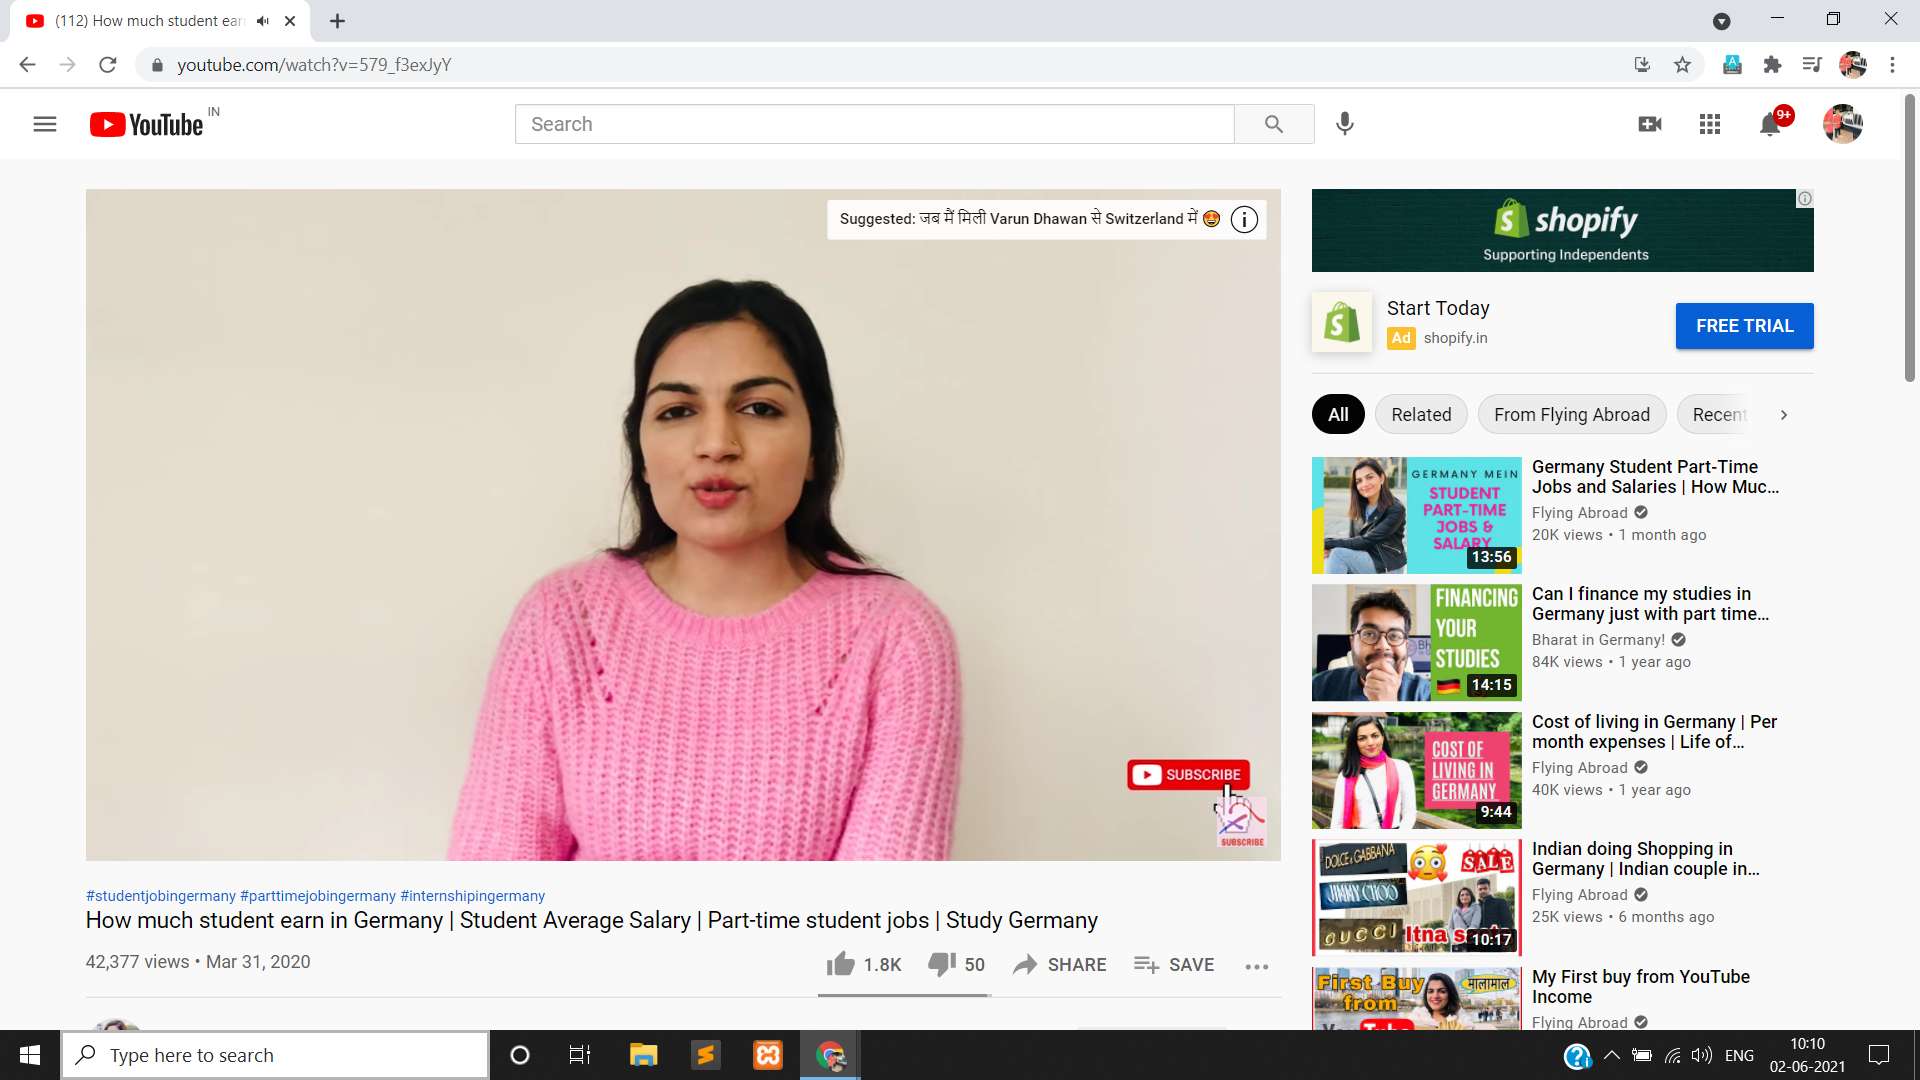 (112) How much student earn
youtube.com/watch?v=579_f3exJyY
YouTube IN
Search
9+
Suggested: जब मैं मिली Varun Dhawan से Switzerland में 🤩
SUBSCRIBE
SUBSCRIBE
#studentjobingermany #parttimejobingermany #internshipingermany
How much student earn in Germany | Student Average Salary | Part-time student jobs | Study Germany
42,377 views • Mar 31, 2020
1.8K
50
SHARE
SAVE
shopify
Supporting Independents
Start Today
Ad shopify.in
FREE TRIAL
All
Related
From Flying Abroad
Recent
GERMANY MEIN
STUDENT
PART-TIME
JOBS &
SALARY
13:56
Germany Student Part-Time
Jobs and Salaries | How Muc...
Flying Abroad
20K views • 1 month ago
FINANCING
YOUR
STUDIES
14:15
Can I finance my studies in
Germany just with part time...
Bharat in Germany!
84K views • 1 year ago
COST OF
LIVING IN
GERMANY
9:44
Cost of living in Germany | Per
month expenses | Life of...
Flying Abroad
40K views • 1 year ago
DOLCE & GABBANA
SALE
JIMMY CHOO
GUCCI
Itna
10:17
Indian doing Shopping in
Germany | Indian couple in...
Flying Abroad
25K views • 6 months ago
First Buy
from
मालामाल
My First buy from YouTube
Income
Flying Abroad
Type here to search
ENG
10:10
02-06-2021